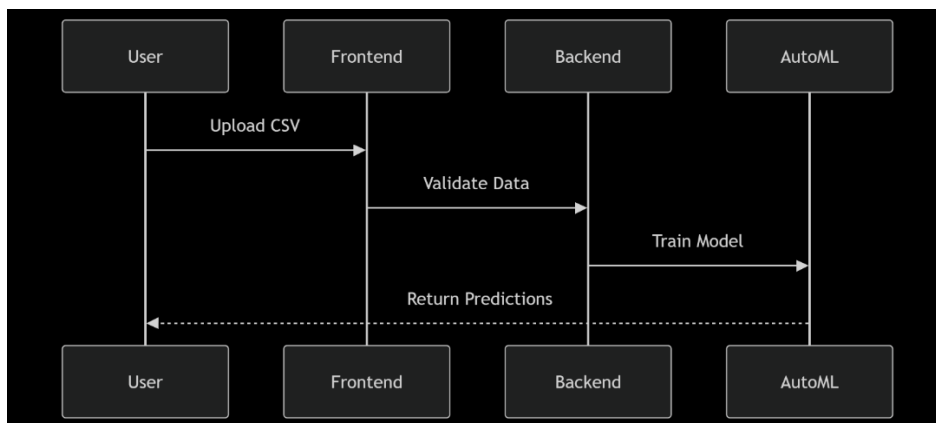 User
Frontend
Backend
AutoML
Upload CSV
Validate Data
Train Model
Return Predictions
User
Frontend
Backend
AutoML